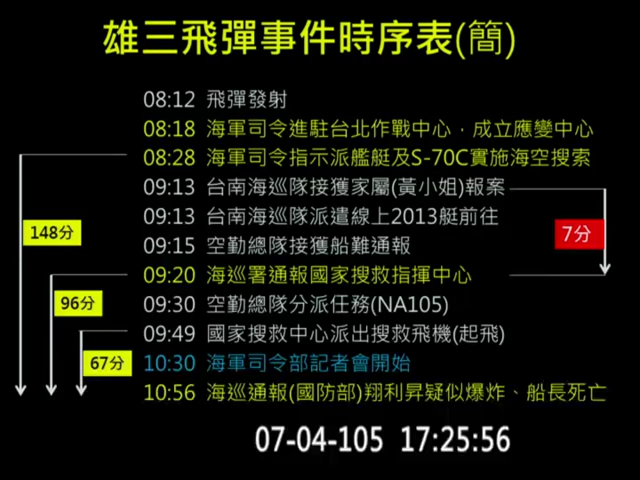 雄三飛彈事件時序表(簡)
08:12 飛彈發射
08:18 海軍司令進駐台北作戰中心，成立應變中心
08:28 海軍司令指示派艦艇及S-70C實施海空搜索
09:13 台南海巡隊接獲家屬(黃小姐)報案
09:13 台南海巡隊派遣線上2013艇前往
148分
7分
09:15 空勤總隊接獲船難通報
09:20 海巡署通報國家搜救指揮中心
96分
09:30 空勤總隊分派任務(NA105)
09:49 國家搜救中心派出搜救飛機(起飛)
67分
10:30 海軍司令部記者會開始
10:56 海巡通報(國防部)翔利昇疑似爆炸、船長死亡
07-04-105 17:25:56